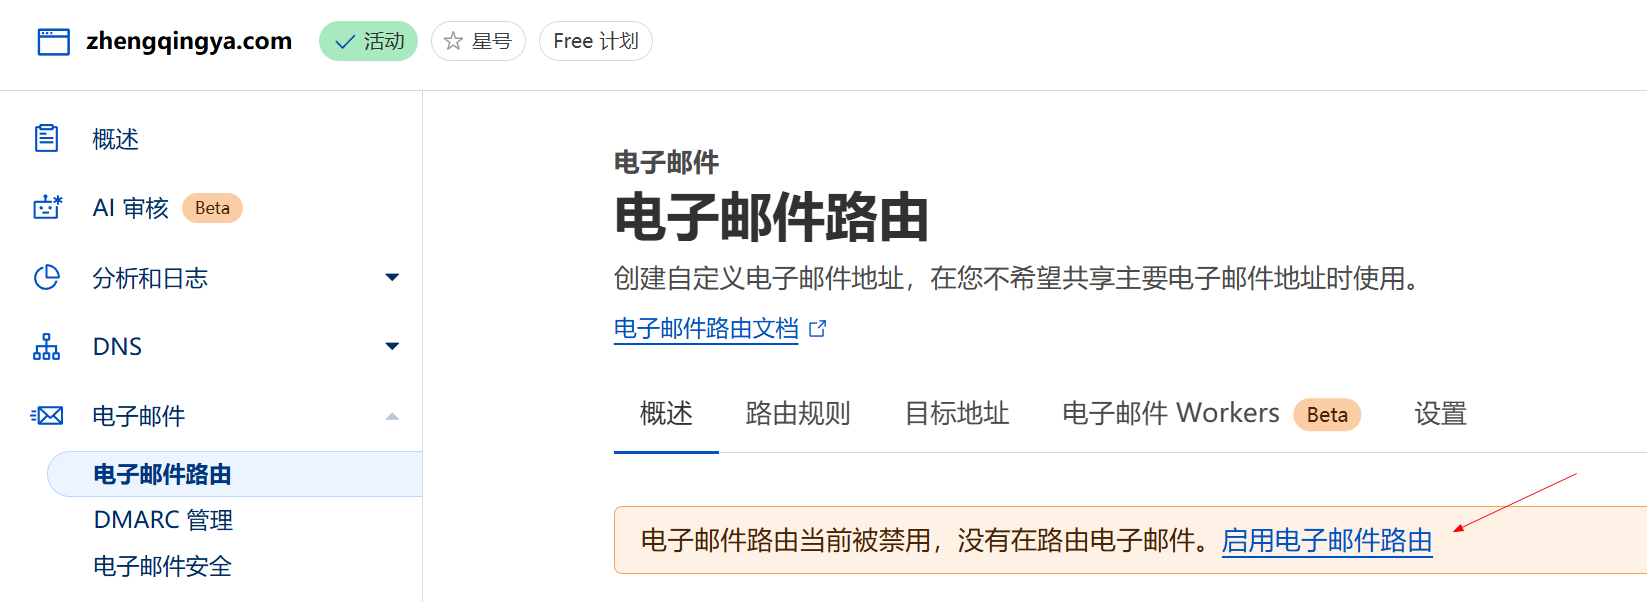 zhengqingya.com 活动 星号 Free 计划
概述
AI 审核 Beta
分析和日志
DNS
电子邮件
电子邮件路由
DMARC 管理
电子邮件安全
电子邮件
电子邮件路由
创建自定义电子邮件地址，在您不希望共享主要电子邮件地址时使用。
电子邮件路由文档
概述 路由规则 目标地址 电子邮件 Workers Beta 设置
电子邮件路由当前被禁用，没有在路由电子邮件。启用电子邮件路由